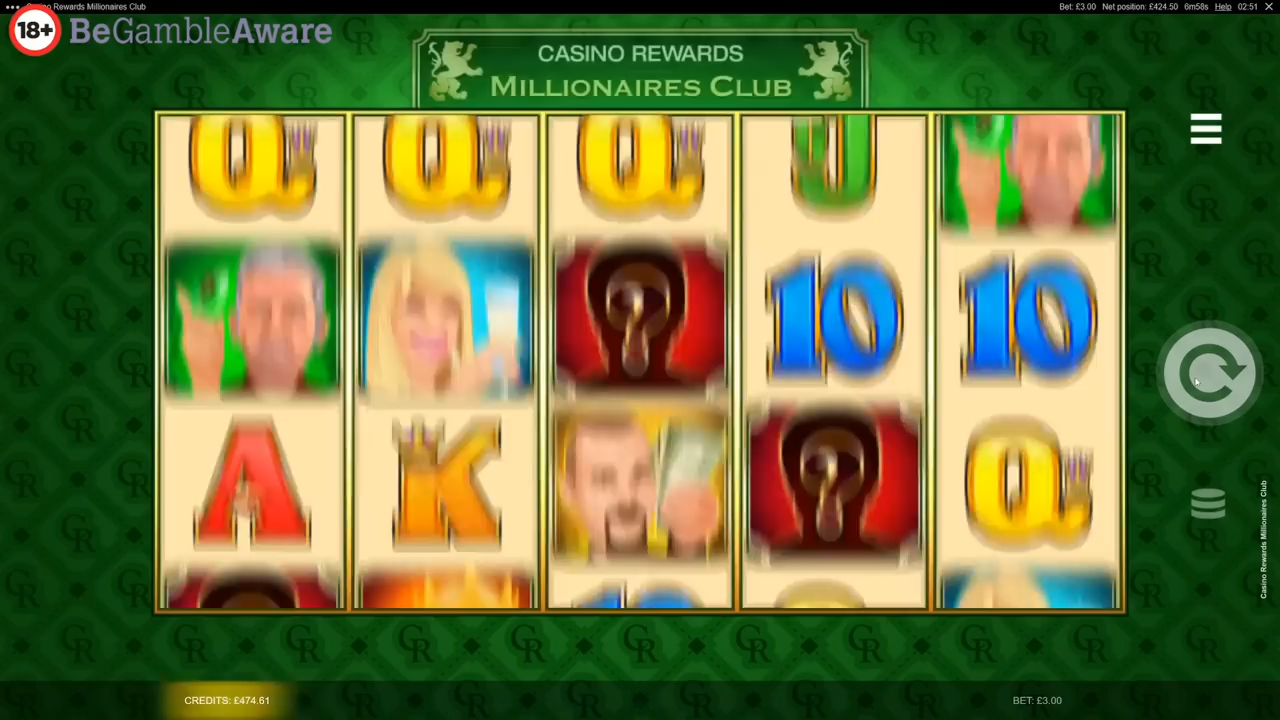 Casino Rewards Millionaires Club
Bet: £3.00 Net position: £424.50 6m58s Help 02:51
18+ BeGambleAware
CASINO REWARDS
MILLIONAIRES CLUB
Q Q Q J
10 10
A K Q
Casino Rewards Millionaires Club
CREDITS: £474.61
BET: £3.00